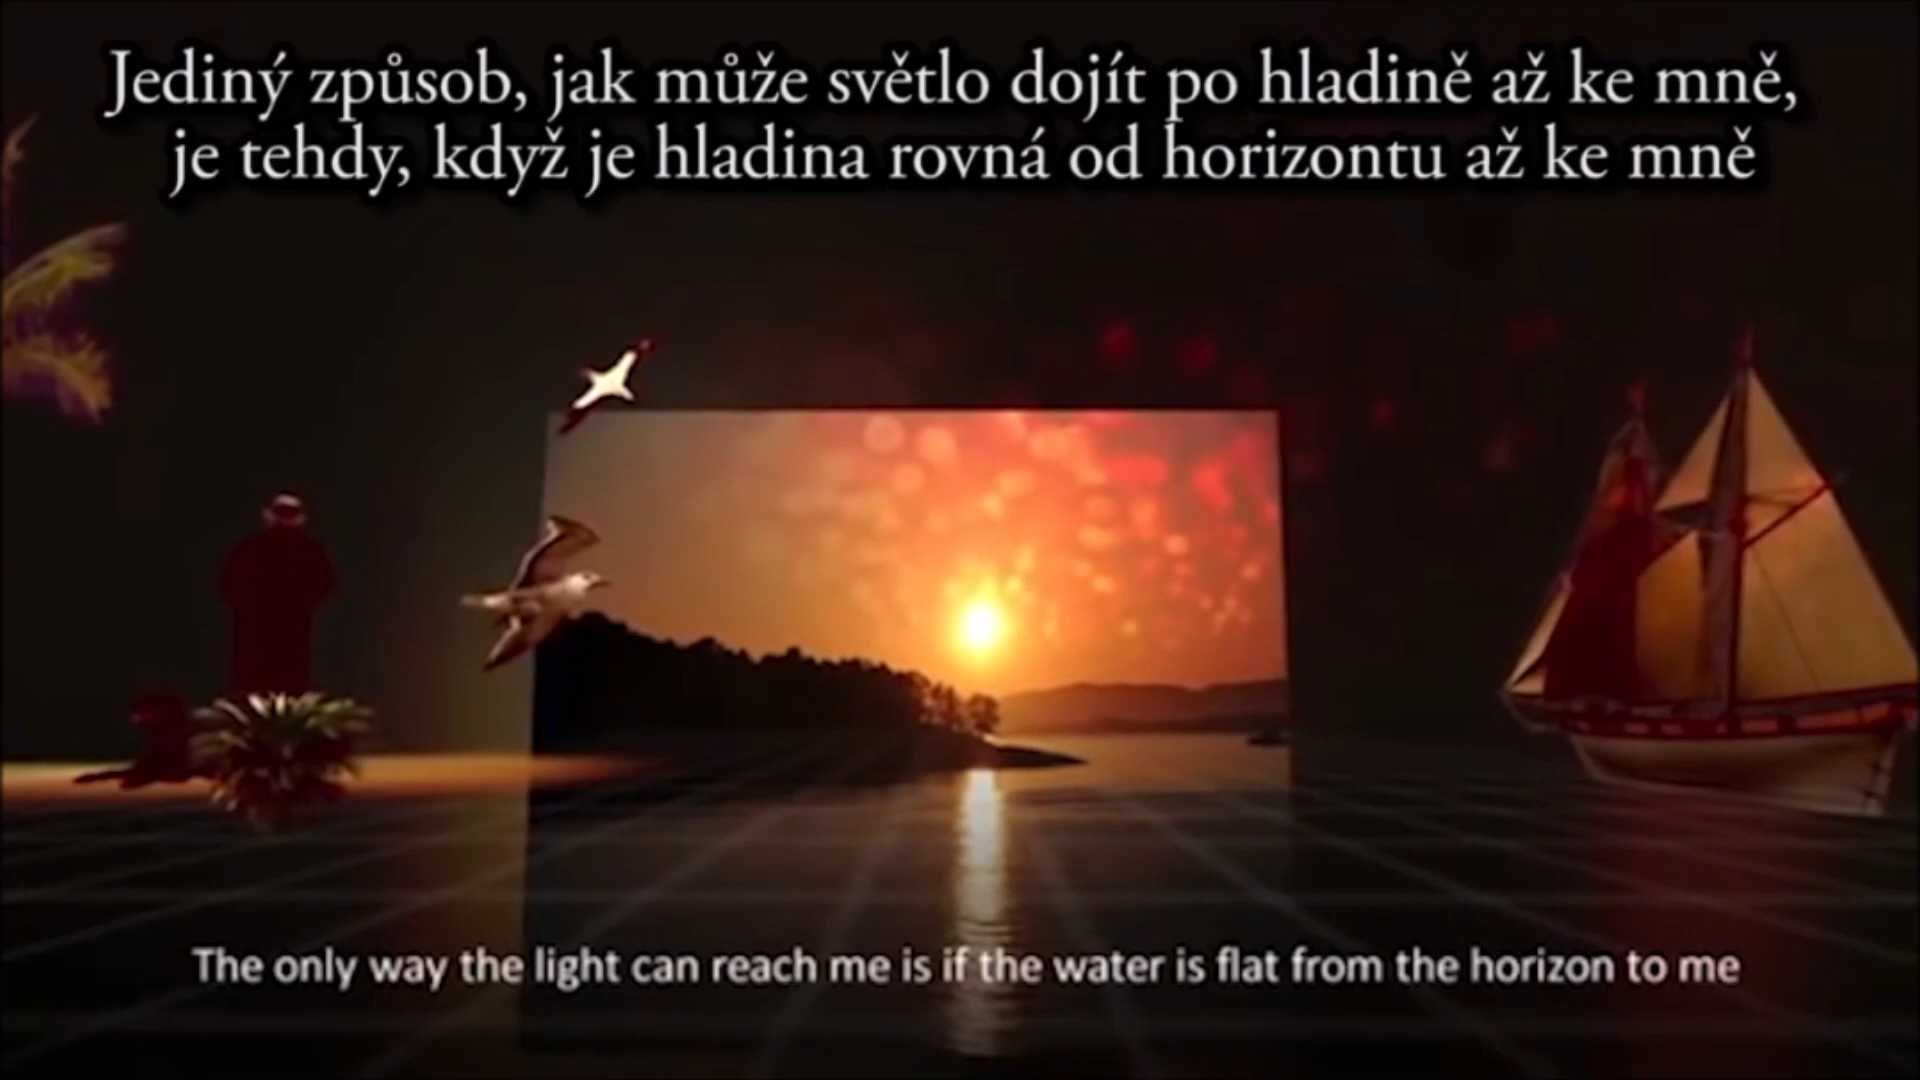 Jediný způsob, jak může světlo dojít po hladině až ke mně,
je tehdy, když je hladina rovná od horizontu až ke mně
The only way the light can reach me is if the water is flat from the horizon to me